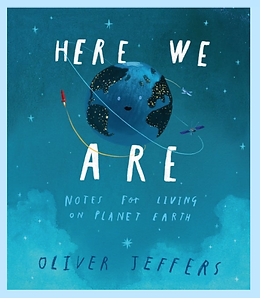 HERE WE
ARE
NOTES FOR LIVING
ON PLANET EARTH
OLIVER JEFFERS